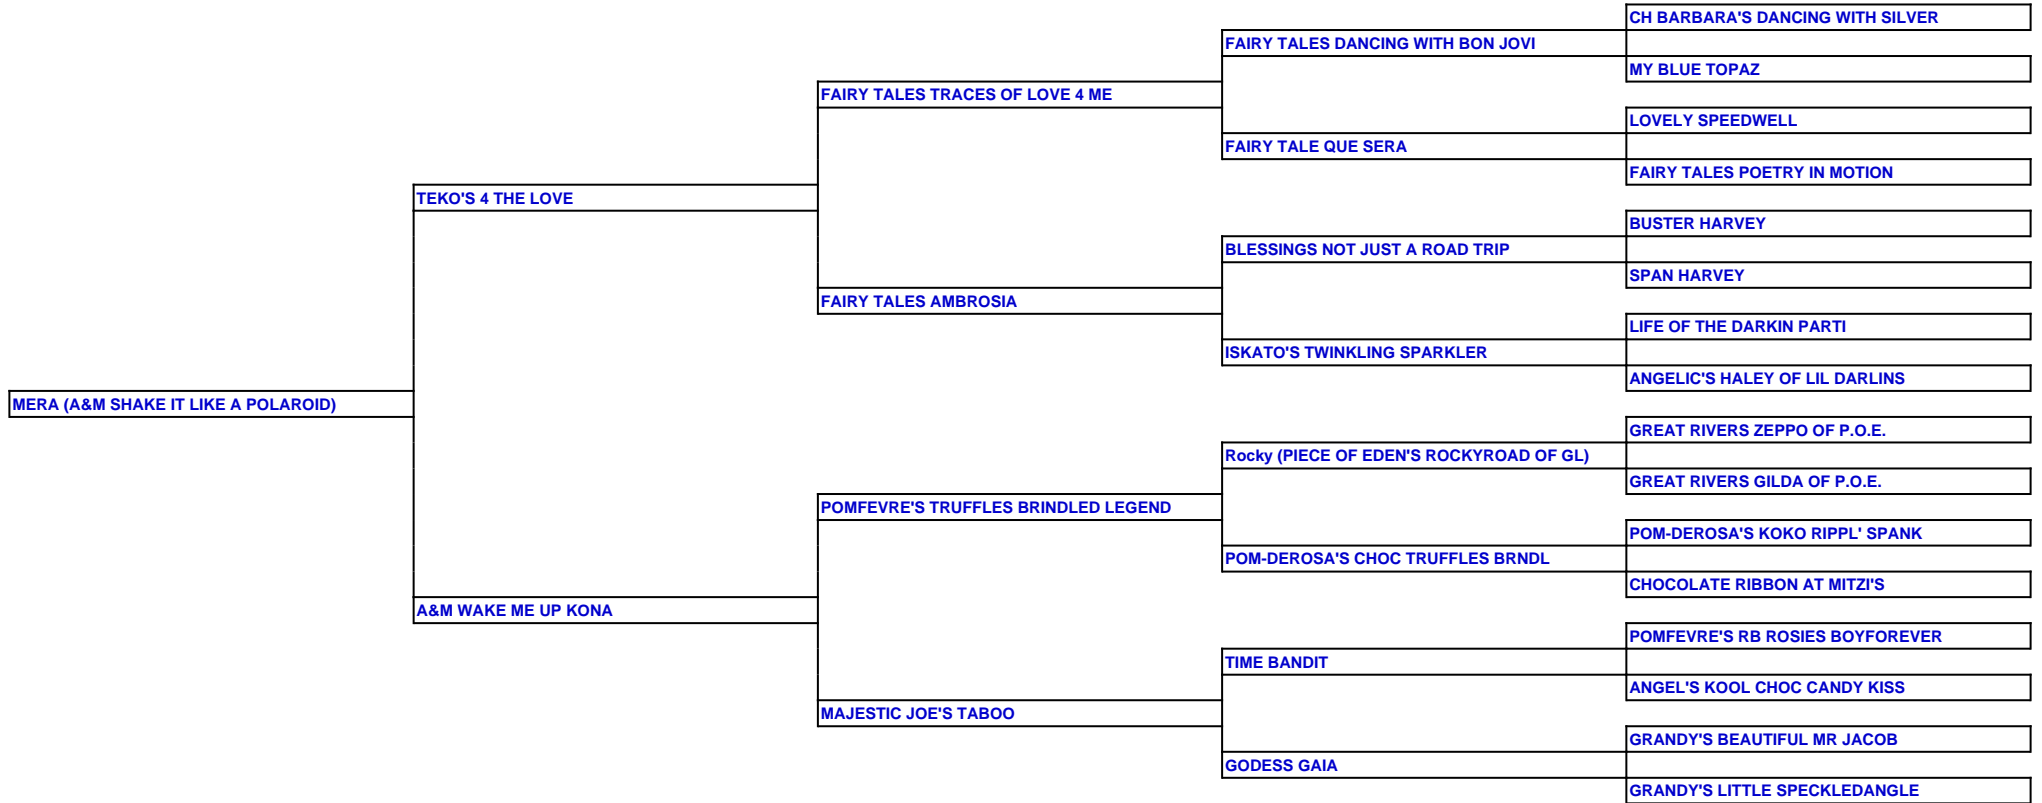 CH BARBARA'S DANCING WITH SILVER
FAIRY TALES DANCING WITH BON JOVI
MY BLUE TOPAZ
FAIRY TALES TRACES OF LOVE 4 ME
LOVELY SPEEDWELL
FAIRY TALE QUE SERA
FAIRY TALES POETRY IN MOTION
TEKO'S 4 THE LOVE
BUSTER HARVEY
BLESSINGS NOT JUST A ROAD TRIP
SPAN HARVEY
FAIRY TALES AMBROSIA
LIFE OF THE DARKIN PARTI
ISKATO'S TWINKLING SPARKLER
ANGELIC'S HALEY OF LIL DARLINS
MERA (A&M SHAKE IT LIKE A POLAROID)
GREAT RIVERS ZEPPO OF P.O.E.
Rocky (PIECE OF EDEN'S ROCKYROAD OF GL)
GREAT RIVERS GILDA OF P.O.E.
POMFEVRE'S TRUFFLES BRINDLED LEGEND
POM-DEROSA'S KOKO RIPPL' SPANK
POM-DEROSA'S CHOC TRUFFLES BRNDL
CHOCOLATE RIBBON AT MITZI'S
A&M WAKE ME UP KONA
POMFEVRE'S RB ROSIES BOYFOREVER
TIME BANDIT
ANGEL'S KOOL CHOC CANDY KISS
MAJESTIC JOE'S TABOO
GRANDY'S BEAUTIFUL MR JACOB
GODESS GAIA
GRANDY'S LITTLE SPECKLEDANGLE